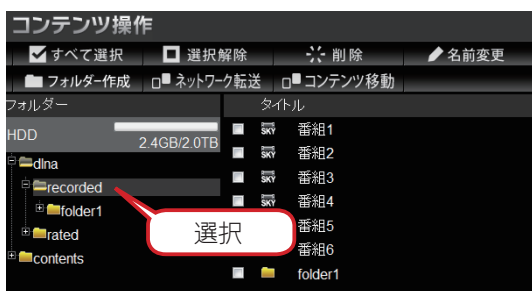 コンテンツ操作
すべて選択 選択解除 削除 名前変更
フォルダー作成 ネットワーク転送 コンテンツ移動
フォルダー タイトル
HDD 2.4GB/2.0TB
dlna
recorded
folder1
rated
contents
選択
SKY 番組1
SKY 番組2
SKY 番組3
SKY 番組4
番組5
番組6
folder1